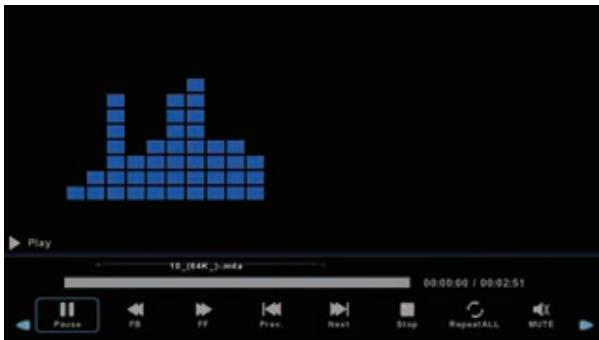 Play
10_(64K_)-.m4a
00:00:00 / 00:02:51
Pause FB FF Prev. Next Stop RepeatALL MUTE